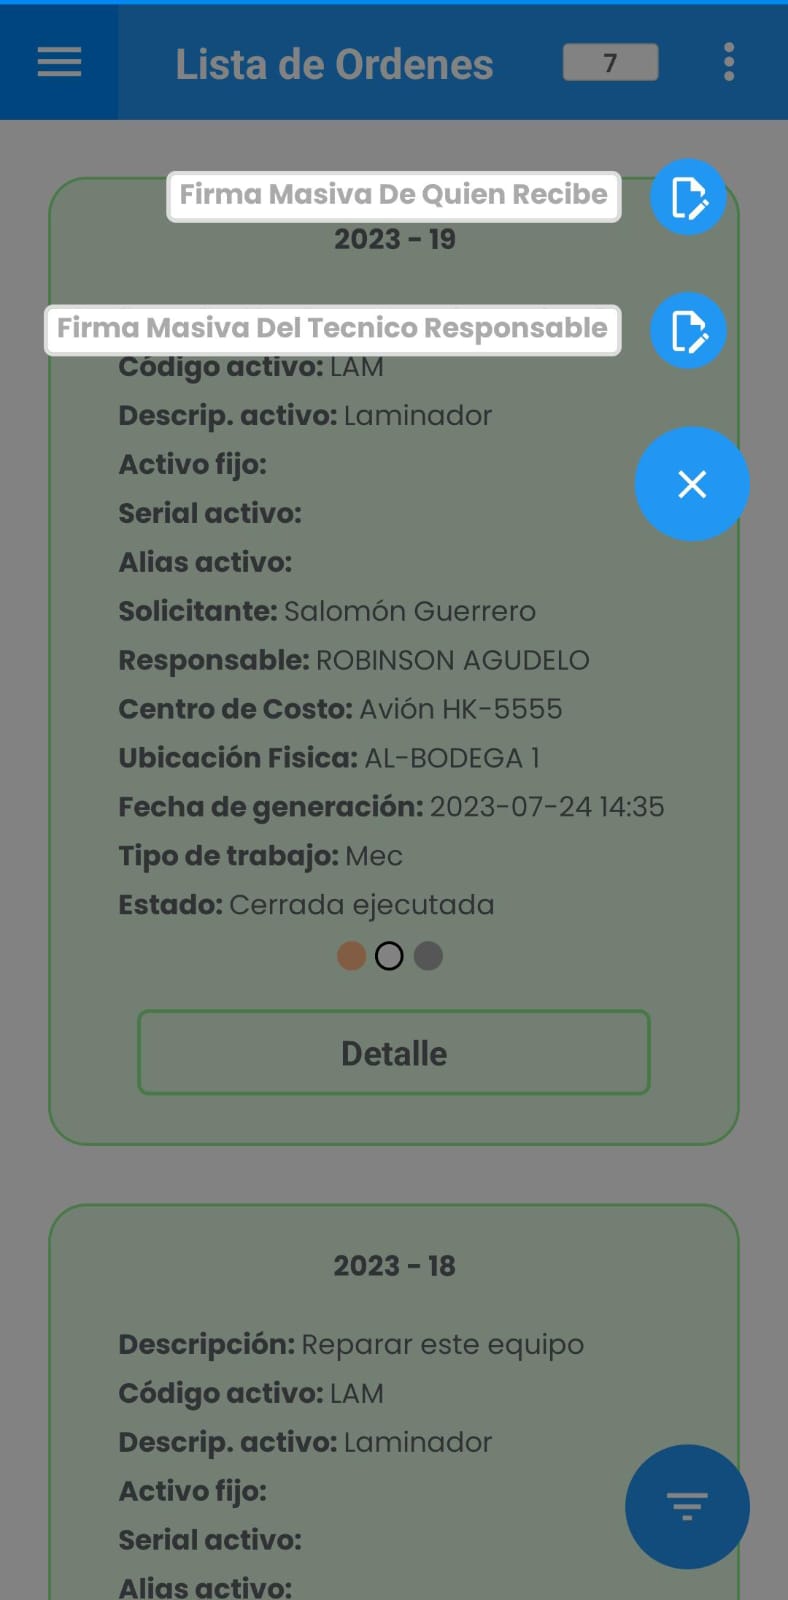 Lista de Ordenes
7
Firma Masiva De Quien Recibe
2023 - 19
Firma Masiva Del Tecnico Responsable
Código activo: LAM
Descrip. activo: Laminador
Activo fijo:
Serial activo:
Alias activo:
Solicitante: Salomón Guerrero
Responsable: ROBINSON AGUDELO
Centro de Costo: Avión HK-5555
Ubicación Fisica: AL-BODEGA 1
Fecha de generación: 2023-07-24 14:35
Tipo de trabajo: Mec
Estado: Cerrada ejecutada
Detalle
2023 - 18
Descripción: Reparar este equipo
Código activo: LAM
Descrip. activo: Laminador
Activo fijo:
Serial activo:
Alias activo: